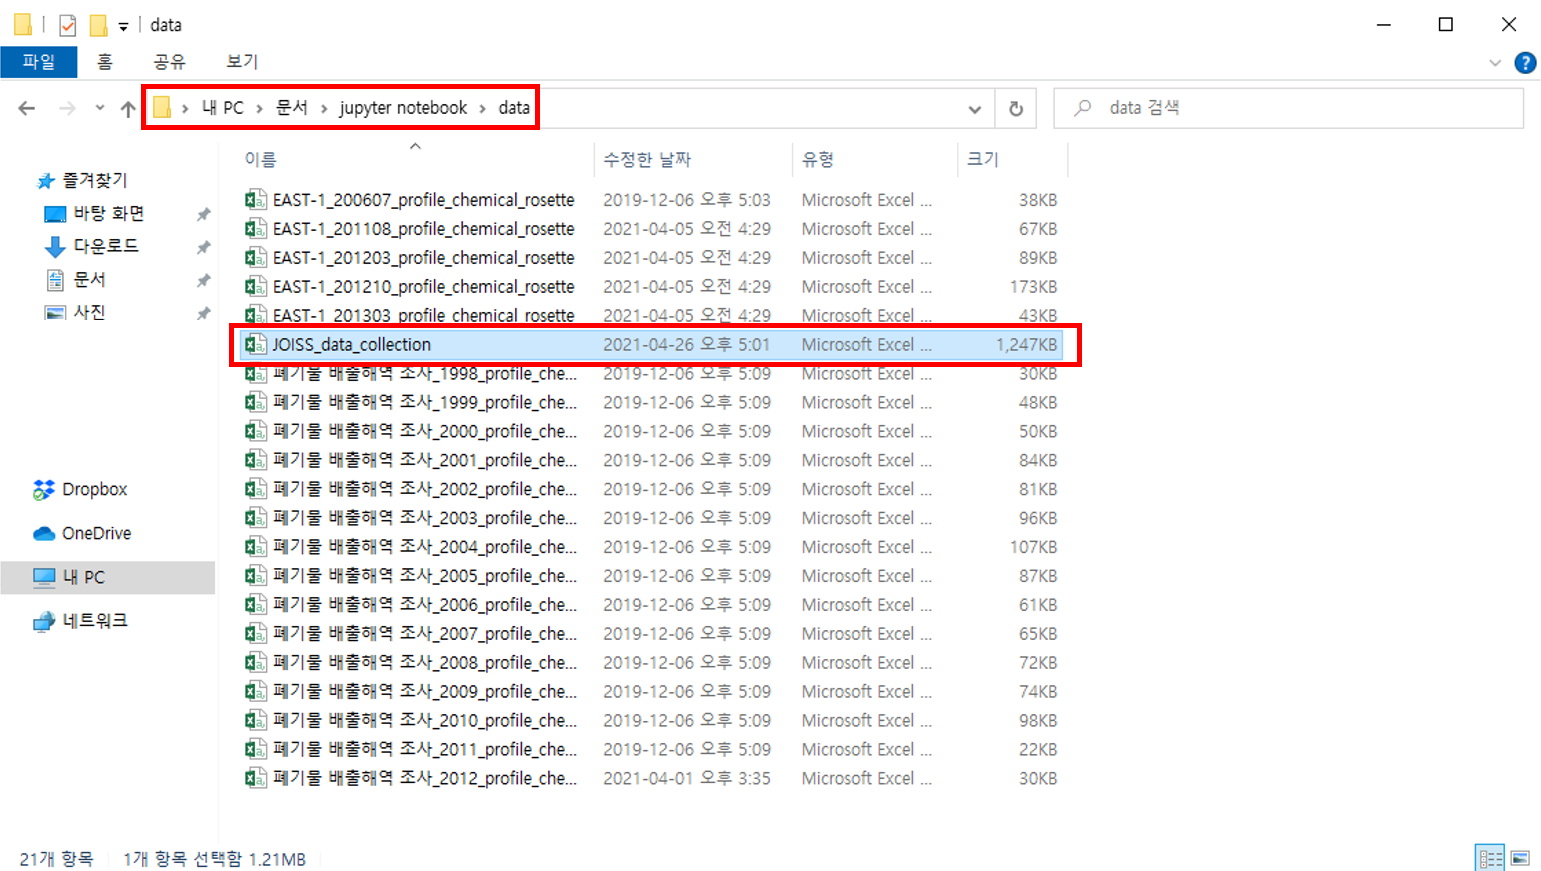 data
파일 홈 공유 보기
내 PC › 문서 › jupyter notebook › data
data 검색
이름 수정한 날짜 유형 크기
즐겨찾기
바탕 화면
다운로드
문서
사진
Dropbox
OneDrive
내 PC
네트워크
EAST-1_200607_profile_chemical_rosette 2019-12-06 오후 5:03 Microsoft Excel ... 38KB
EAST-1_201108_profile_chemical_rosette 2021-04-05 오전 4:29 Microsoft Excel ... 67KB
EAST-1_201203_profile_chemical_rosette 2021-04-05 오전 4:29 Microsoft Excel ... 89KB
EAST-1_201210_profile_chemical_rosette 2021-04-05 오전 4:29 Microsoft Excel ... 173KB
EAST-1_201303_profile_chemical_rosette 2021-04-05 오전 4:29 Microsoft Excel ... 43KB
JOISS_data_collection 2021-04-26 오후 5:01 Microsoft Excel ... 1,247KB
폐기물 배출해역 조사_1998_profile_che... 2019-12-06 오후 5:09 Microsoft Excel ... 30KB
폐기물 배출해역 조사_1999_profile_che... 2019-12-06 오후 5:09 Microsoft Excel ... 48KB
폐기물 배출해역 조사_2000_profile_che... 2019-12-06 오후 5:09 Microsoft Excel ... 50KB
폐기물 배출해역 조사_2001_profile_che... 2019-12-06 오후 5:09 Microsoft Excel ... 84KB
폐기물 배출해역 조사_2002_profile_che... 2019-12-06 오후 5:09 Microsoft Excel ... 81KB
폐기물 배출해역 조사_2003_profile_che... 2019-12-06 오후 5:09 Microsoft Excel ... 96KB
폐기물 배출해역 조사_2004_profile_che... 2019-12-06 오후 5:09 Microsoft Excel ... 107KB
폐기물 배출해역 조사_2005_profile_che... 2019-12-06 오후 5:09 Microsoft Excel ... 87KB
폐기물 배출해역 조사_2006_profile_che... 2019-12-06 오후 5:09 Microsoft Excel ... 61KB
폐기물 배출해역 조사_2007_profile_che... 2019-12-06 오후 5:09 Microsoft Excel ... 65KB
폐기물 배출해역 조사_2008_profile_che... 2019-12-06 오후 5:09 Microsoft Excel ... 72KB
폐기물 배출해역 조사_2009_profile_che... 2019-12-06 오후 5:09 Microsoft Excel ... 74KB
폐기물 배출해역 조사_2010_profile_che... 2019-12-06 오후 5:09 Microsoft Excel ... 98KB
폐기물 배출해역 조사_2011_profile_che... 2019-12-06 오후 5:09 Microsoft Excel ... 22KB
폐기물 배출해역 조사_2012_profile_che... 2021-04-01 오후 3:35 Microsoft Excel ... 30KB
21개 항목 1개 항목 선택함 1.21MB